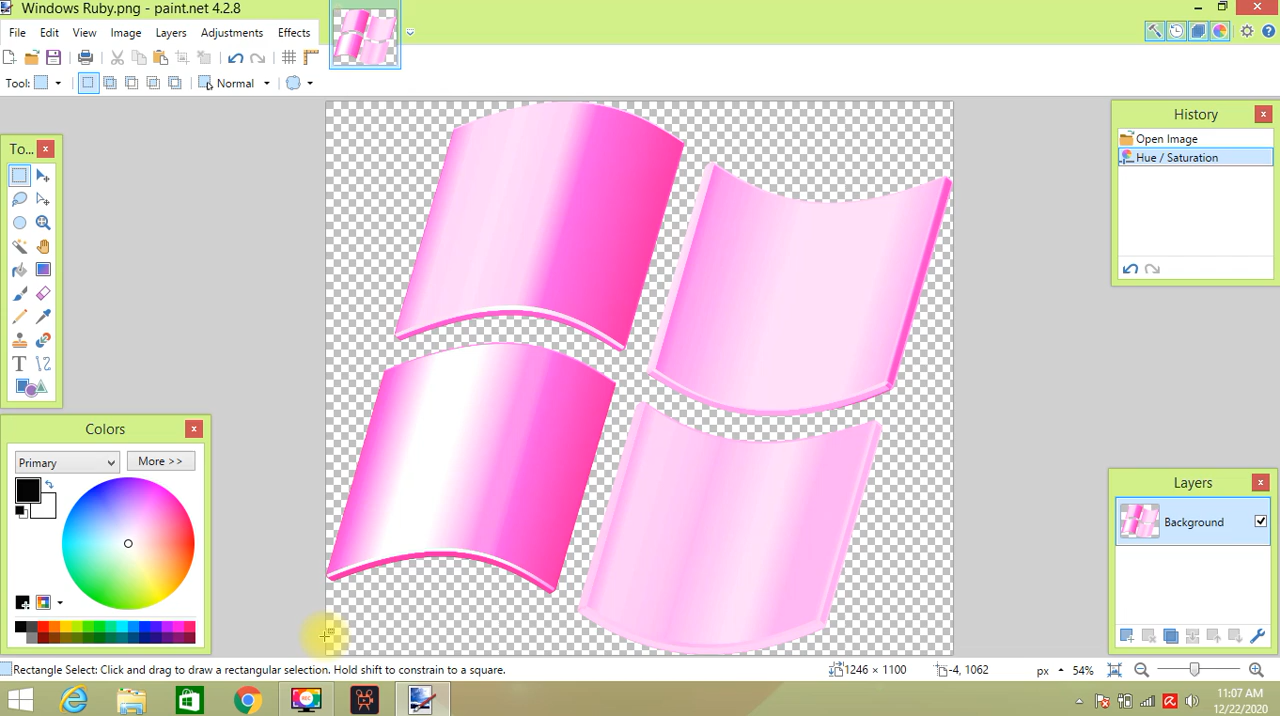 Windows Ruby.png - paint.net 4.2.8
File Edit View Image Layers Adjustments Effects
Tool: Normal
To...
History
Open Image
Hue / Saturation
Colors
Primary More >>
Layers
Background
Rectangle Select: Click and drag to draw a rectangular selection. Hold shift to constrain to a square. 1246 × 1100 -4, 1062 px 54%
11:07 AM
12/22/2020